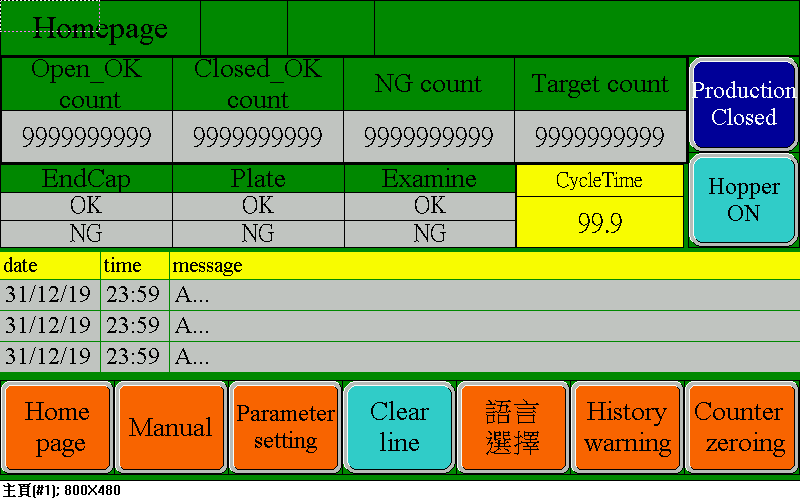 Homepage
Open_OK count
Closed_OK count
NG count
Target count
Production Closed
9999999999
9999999999
9999999999
9999999999
EndCap
Plate
Examine
CycleTime
Hopper ON
OK
OK
OK
99.9
NG
NG
NG
date time message
31/12/19 23:59 A...
31/12/19 23:59 A...
31/12/19 23:59 A...
Home page
Manual
Parameter setting
Clear line
語言 選擇
History warning
Counter zeroing
主頁(#1); 800X480